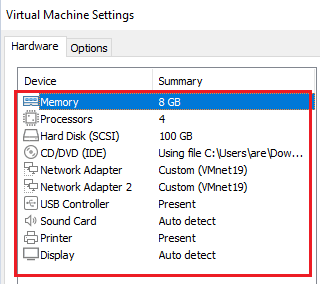 Virtual Machine Settings
Hardware Options
Device Summary
Memory 8 GB
Processors 4
Hard Disk (SCSI) 100 GB
CD/DVD (IDE) Using file C:\Users\are\Dow...
Network Adapter Custom (VMnet19)
Network Adapter 2 Custom (VMnet19)
USB Controller Present
Sound Card Auto detect
Printer Present
Display Auto detect